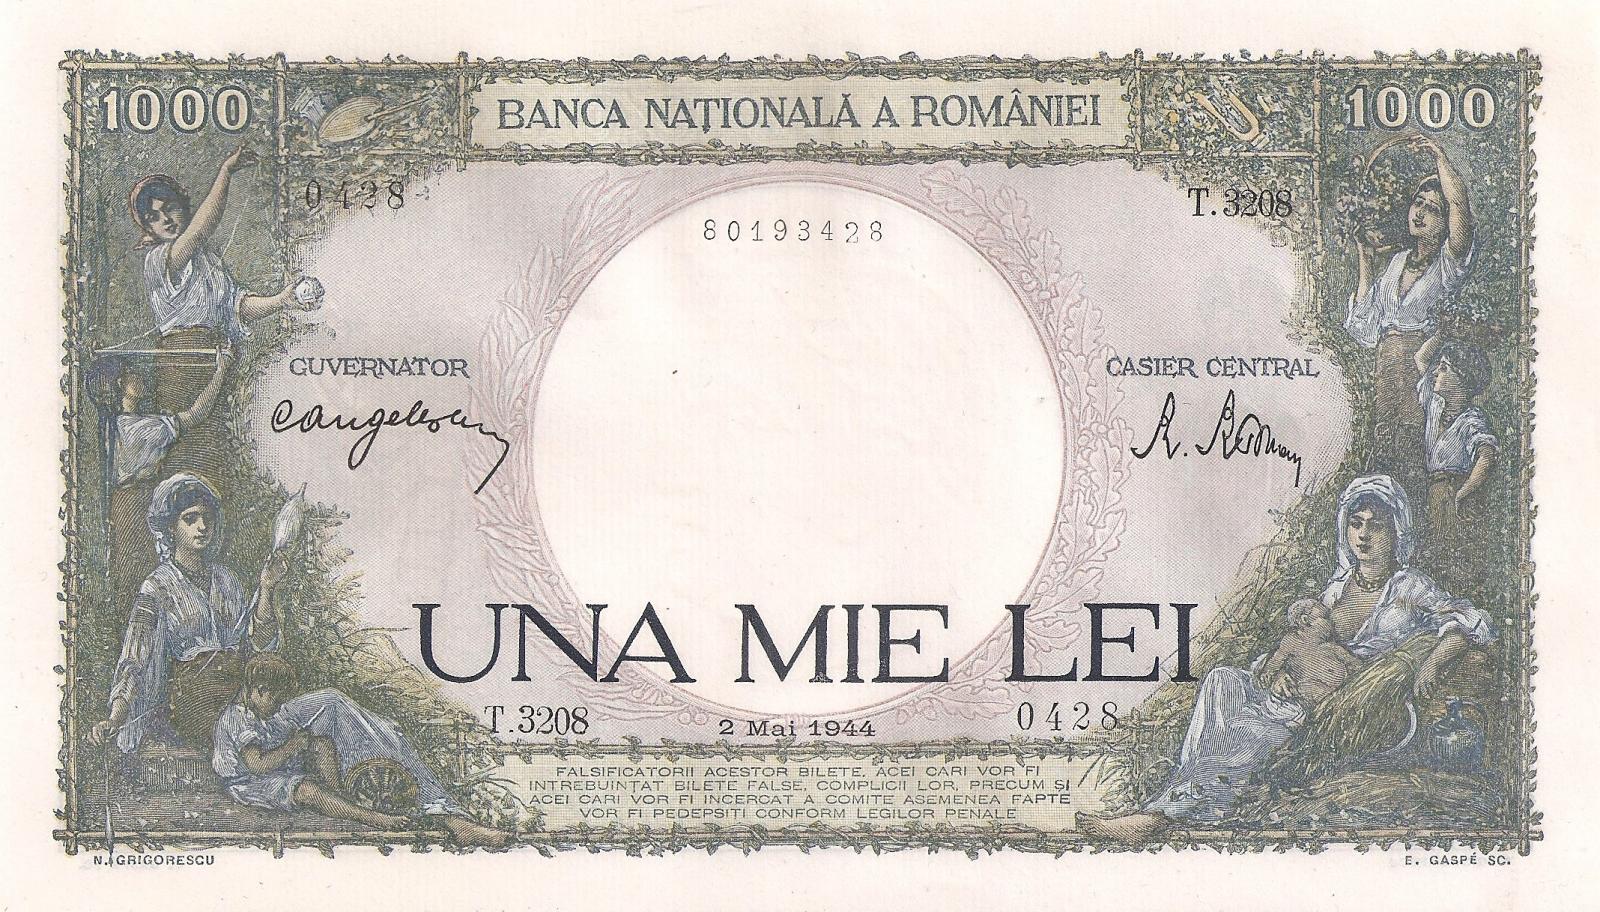 1000
BANCA NAȚIONALĂ A ROMÂNIEI
1000
0428
T.3208
80193428
GUVERNATOR
CASIER CENTRAL
UNA MIE LEI
T.3208
2 Mai 1944
0428
FALSIFICATORII ACESTOR BILETE, ACEI CARI VOR FI
INTREBUINȚAT BILETE FALSE, COMPLICII LOR, PRECUM ȘI
ACEI CARI VOR FI INCERCAT A COMITE ASEMENEA FAPTE
VOR FI PEDEPSITI CONFORM LEGILOR PENALE
N. GRIGORESCU
E. GASPÉ SC.